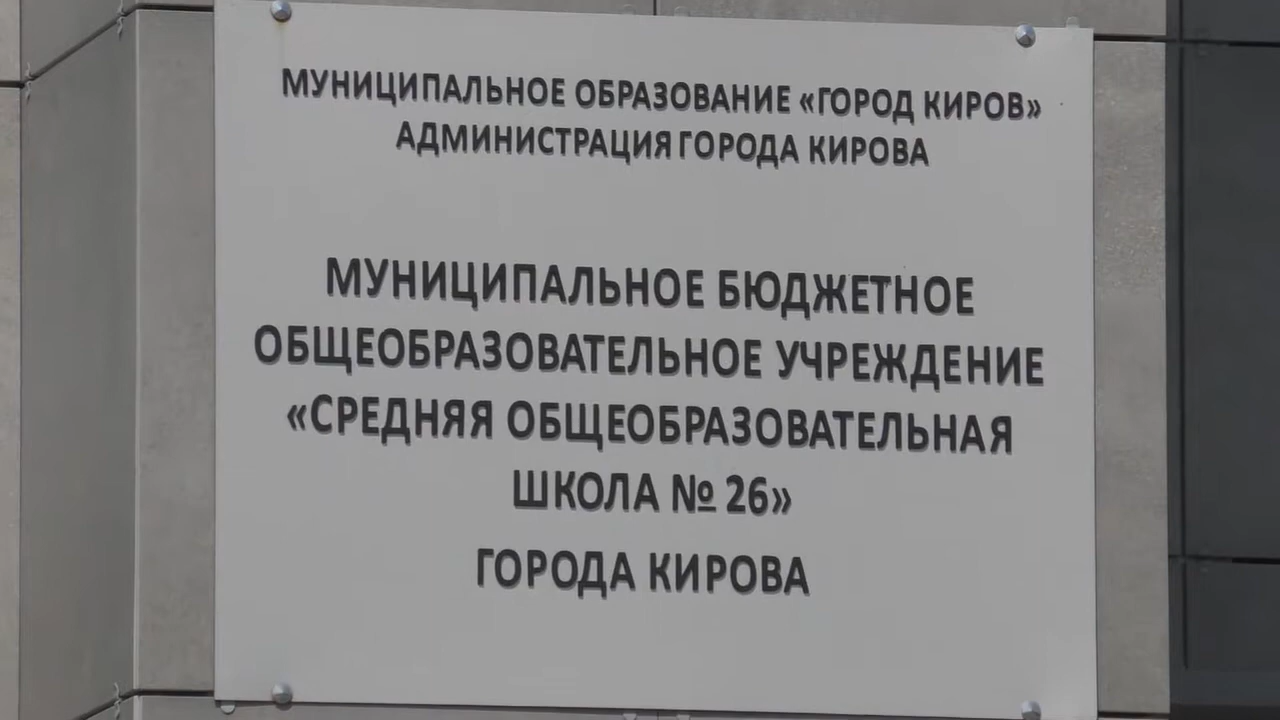 МУНИЦИПАЛЬНОЕ ОБРАЗОВАНИЕ «ГОРОД КИРОВ»
АДМИНИСТРАЦИЯ ГОРОДА КИРОВА
МУНИЦИПАЛЬНОЕ БЮДЖЕТНОЕ
ОБЩЕОБРАЗОВАТЕЛЬНОЕ УЧРЕЖДЕНИЕ
«СРЕДНЯЯ ОБЩЕОБРАЗОВАТЕЛЬНАЯ
ШКОЛА № 26»
ГОРОДА КИРОВА